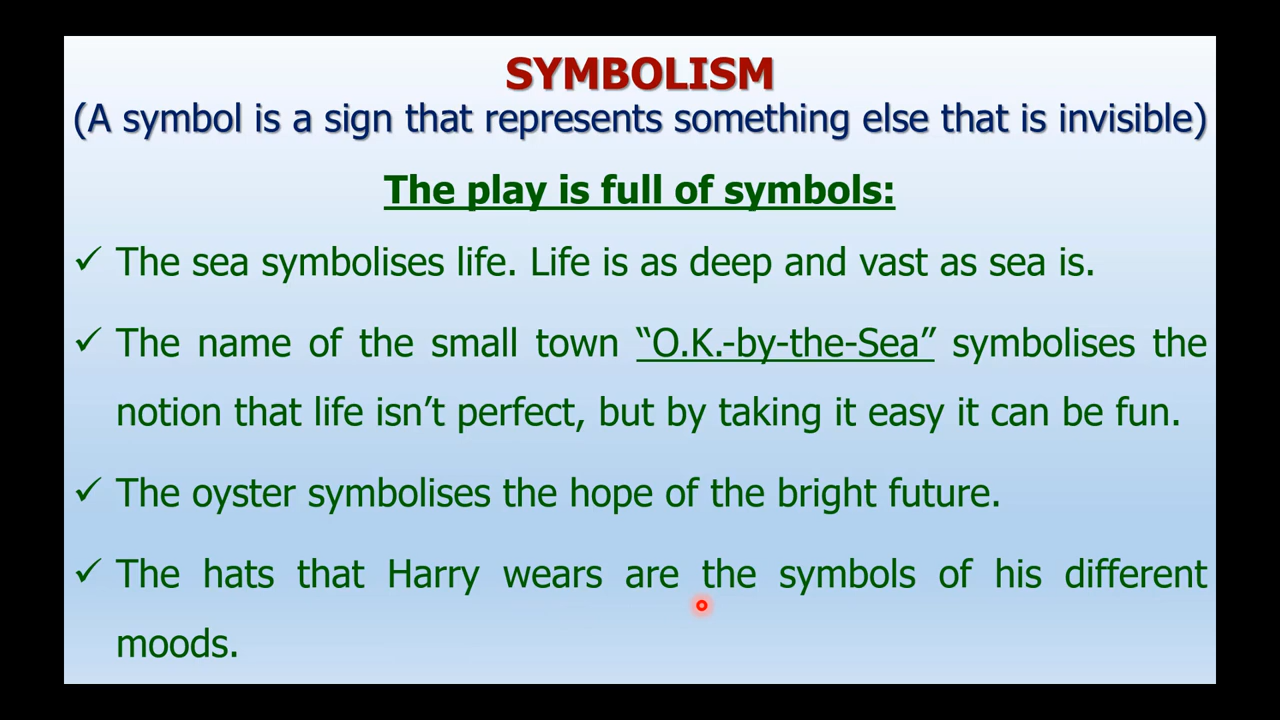 SYMBOLISM
(A symbol is a sign that represents something else that is invisible)
The play is full of symbols:
✓ The sea symbolises life. Life is as deep and vast as sea is.
✓ The name of the small town “O.K.-by-the-Sea” symbolises the
notion that life isn’t perfect, but by taking it easy it can be fun.
✓ The oyster symbolises the hope of the bright future.
✓ The hats that Harry wears are the symbols of his different
moods.